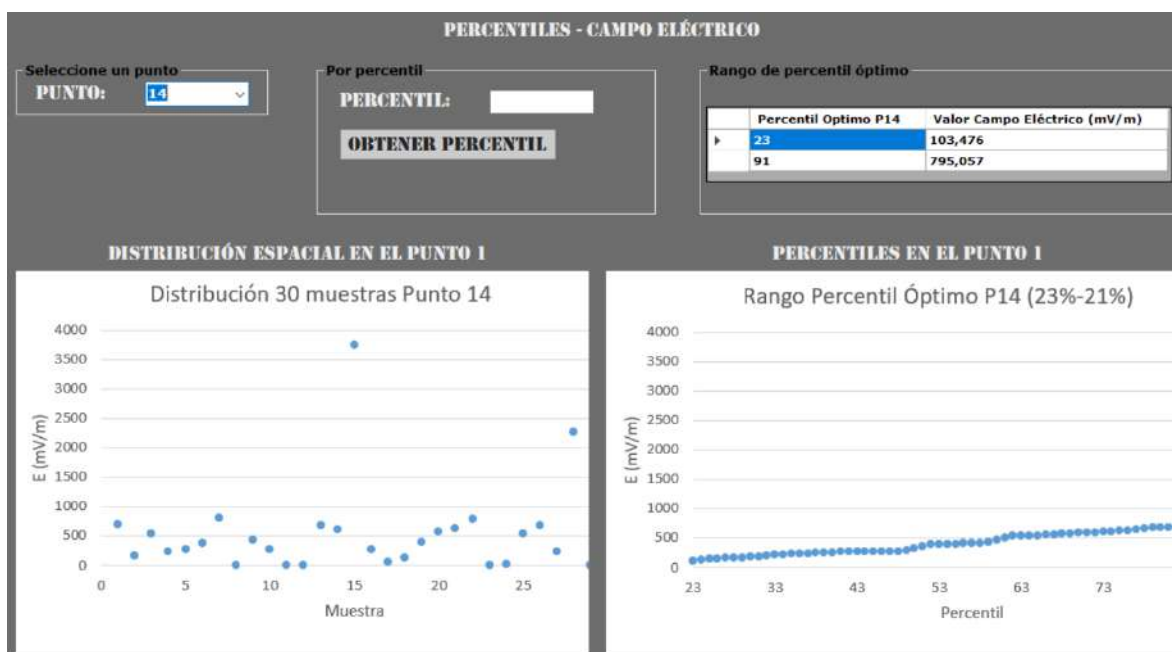 PERCENTILES - CAMPO ELÉCTRICO
Seleccione un punto
PUNTO: 14
Por percentil
PERCENTIL:
OBTENER PERCENTIL
Rango de percentil óptimo
Percentil Optimo P14 Valor Campo Eléctrico (mV/m)
23 103,476
91 795,057
DISTRIBUCIÓN ESPACIAL EN EL PUNTO 1
Distribución 30 muestras Punto 14
E (mV/m)
4000
3500
3000
2500
2000
1500
1000
500
0
0 5 10 15 20 25
Muestra
PERCENTILES EN EL PUNTO 1
Rango Percentil Óptimo P14 (23%-21%)
E (mV/m)
4000
3500
3000
2500
2000
1500
1000
500
0
23 33 43 53 63 73
Percentil